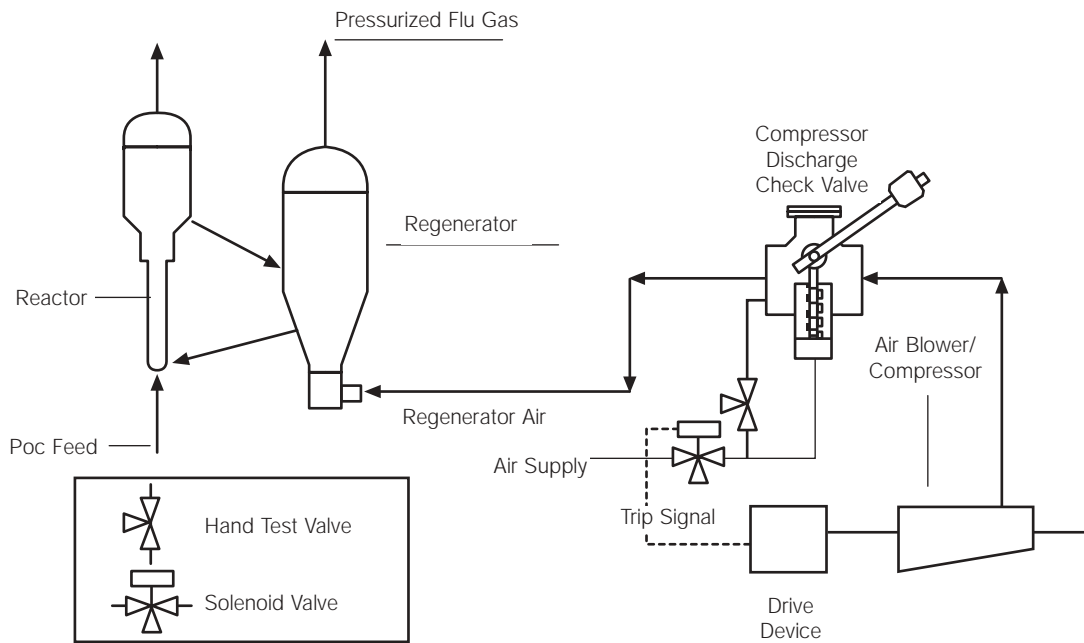 Pressurized Flu Gas
Compressor
Discharge
Check Valve
Regenerator
Reactor
Air Blower/
Compressor
Regenerator Air
Poc Feed
Air Supply
Trip Signal
Hand Test Valve
Solenoid Valve
Drive
Device